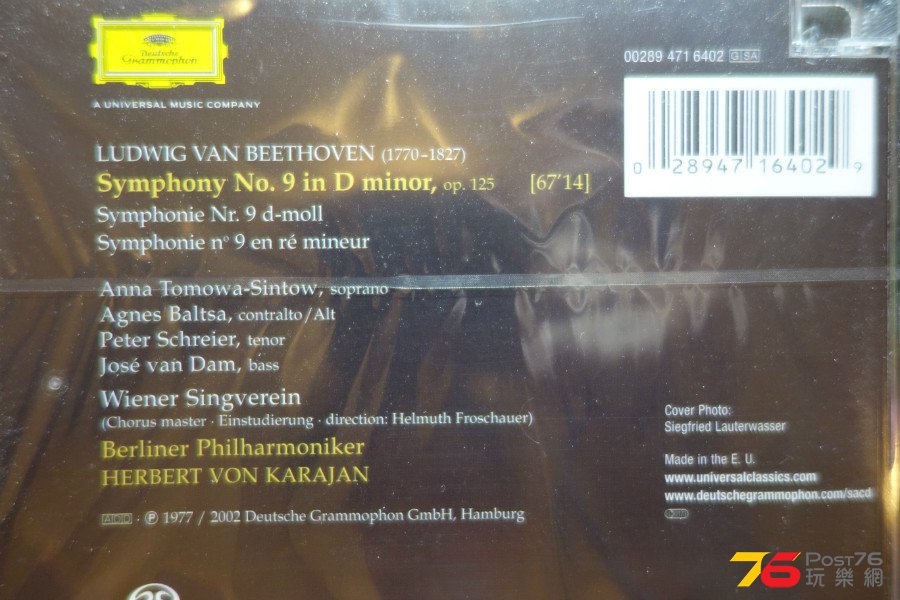 Deutsche
Grammophon
A UNIVERSAL MUSIC COMPANY
00289 471 6402 GSA
0 28947 16402 9
LUDWIG VAN BEETHOVEN (1770–1827)
Symphony No. 9 in D minor, op. 125 [67'14]
Symphonie Nr. 9 d-moll
Symphonie nº 9 en ré mineur
Anna Tomowa-Sintow, soprano
Agnes Baltsa, contralto/Alt
Peter Schreier, tenor
José van Dam, bass
Wiener Singverein
(Chorus master · Einstudierung · direction: Helmuth Froschauer)
Berliner Philharmoniker
HERBERT VON KARAJAN
ADD · ℗ 1977 / 2002 Deutsche Grammophon GmbH, Hamburg
Cover Photo:
Siegfried Lauterwasser
Made in the E. U.
www.universalclassics.com
www.deutschegrammophon.com/sacd
76 POST76
玩樂網